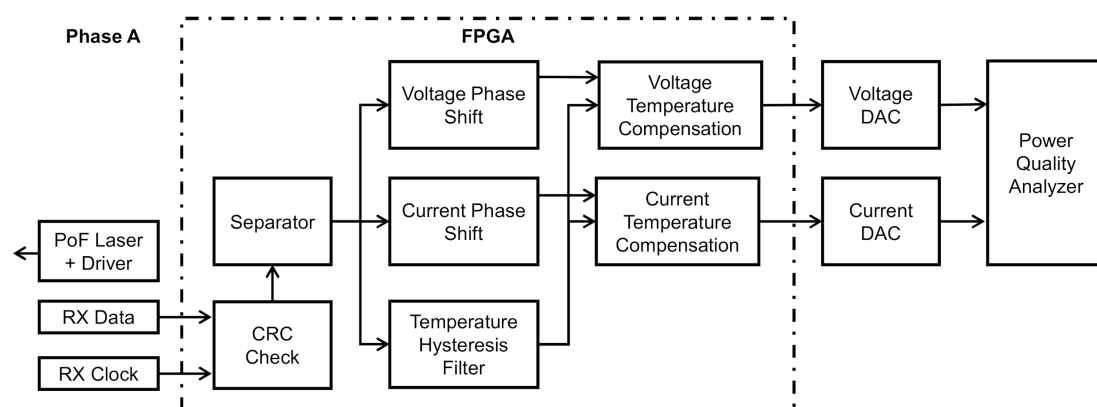 Phase A
FPGA
Voltage Phase
Shift
Voltage
Temperature
Compensation
Voltage
DAC
Power
Quality
Analyzer
Separator
Current Phase
Shift
Current
Temperature
Compensation
Current
DAC
PoF Laser
+ Driver
RX Data
RX Clock
CRC
Check
Temperature
Hysteresis
Filter